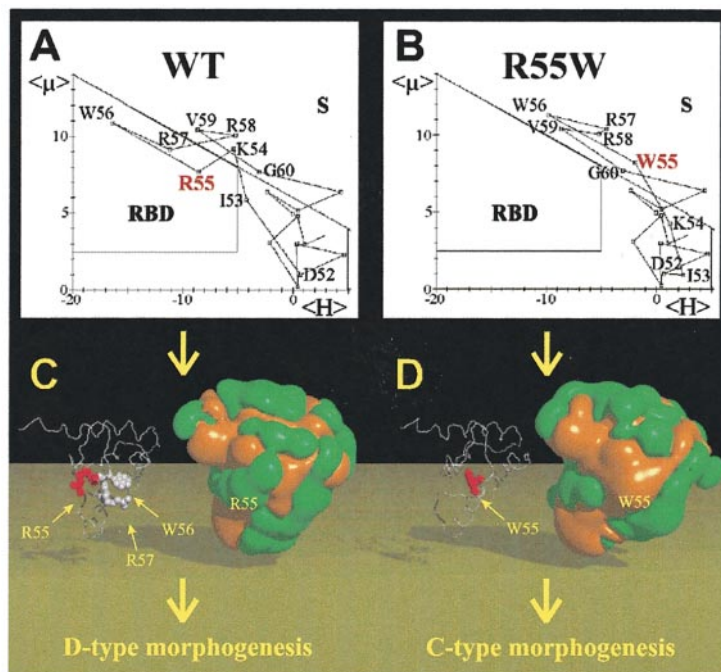 A
WT
<μ>
S
W56
V59
R57
R58
K54
R55
G60
I53
RBD
D52
10
5
0
-20
-10
0
<H>
B
R55W
<μ>
S
W56
V59
R57
R58
W55
G60
K54
RBD
D52
I53
10
5
0
-20
-10
0
<H>
C
R55
W56
R57
R55
D
W55
W55
D-type morphogenesis
C-type morphogenesis